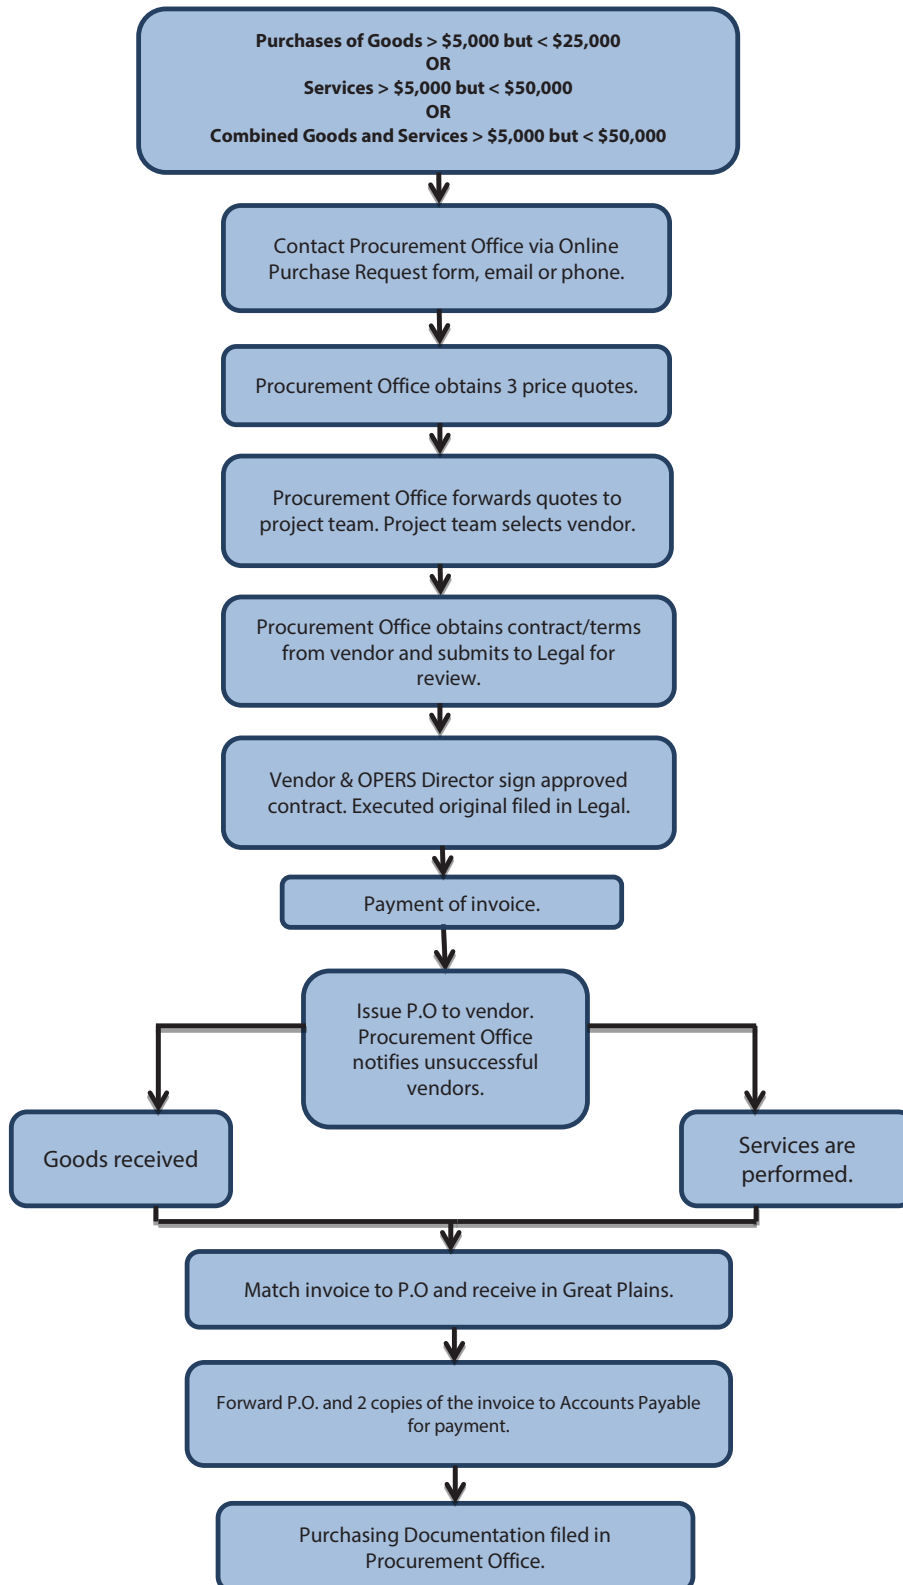 Purchases of Goods > $5,000 but < $25,000
OR
Services > $5,000 but < $50,000
OR
Combined Goods and Services > $5,000 but < $50,000
Contact Procurement Office via Online
Purchase Request form, email or phone.
Procurement Office obtains 3 price quotes.
Procurement Office forwards quotes to
project team. Project team selects vendor.
Procurement Office obtains contract/terms
from vendor and submits to Legal for
review.
Vendor & OPERS Director sign approved
contract. Executed original filed in Legal.
Payment of invoice.
Issue P.O to vendor.
Procurement Office
notifies unsuccessful
vendors.
Goods received
Services are
performed.
Match invoice to P.O and receive in Great Plains.
Forward P.O. and 2 copies of the invoice to Accounts Payable
for payment.
Purchasing Documentation filed in
Procurement Office.